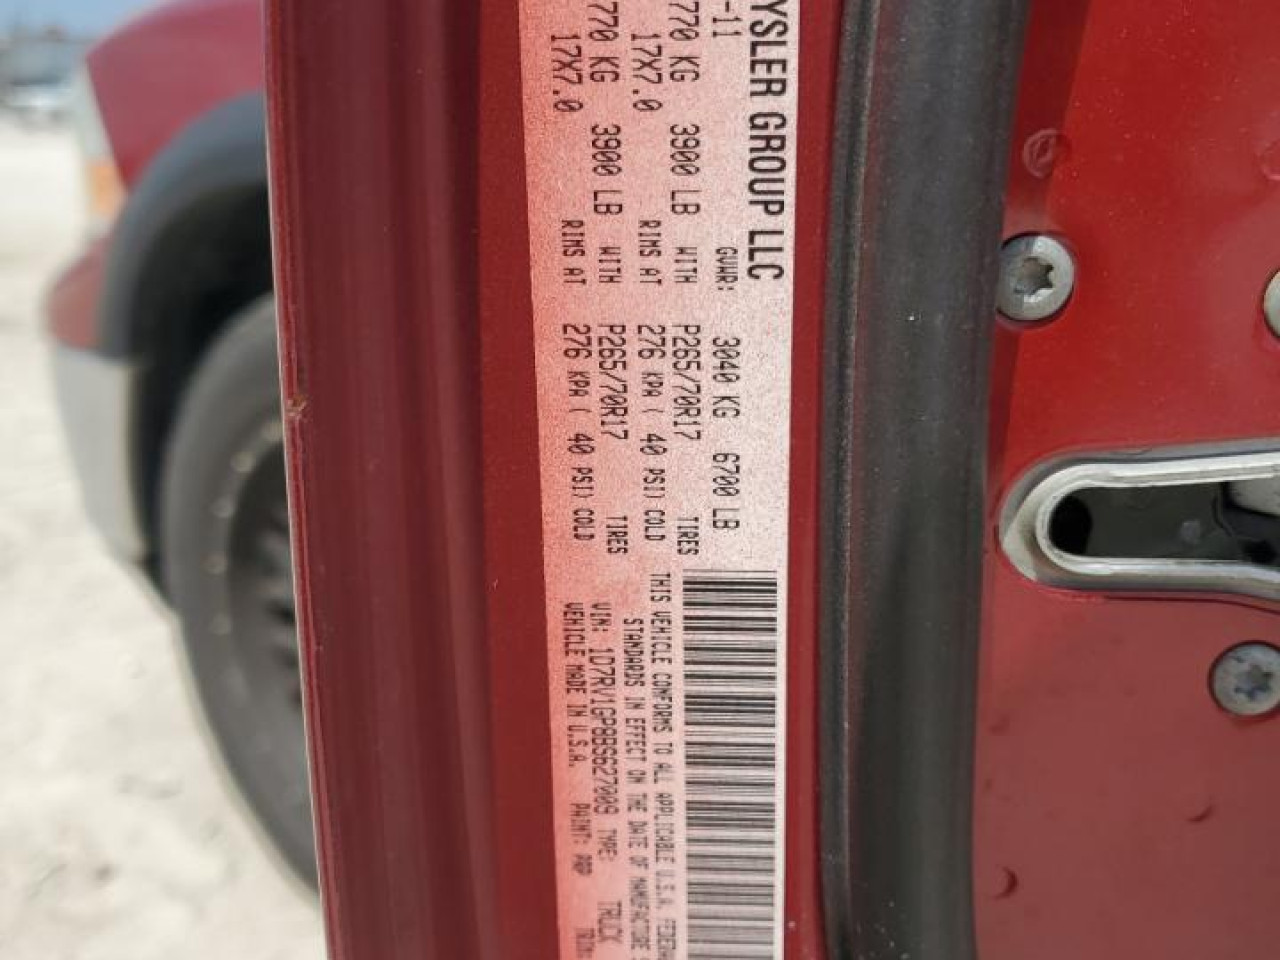 YSLER GROUP LLC
-11 GVWR: 3040 KG 6700 LB
770 KG 3900 LB WITH P265/70R17 TIRES
17X7.0 RIMS AT 276 KPA ( 40 PSI) COLD
770 KG 3900 LB WITH P265/70R17 TIRES
17X7.0 RIMS AT 276 KPA ( 40 PSI) COLD
THIS VEHICLE CONFORMS TO ALL APPLICABLE U.S.A. FEDERA
STANDARDS IN EFFECT ON THE DATE OF MANUFACTURE S
VIN: 1D7RV1GP8BS627009 TYPE: TRUCK
VEHICLE MADE IN U.S.A. PAINT: PRP TRIM: